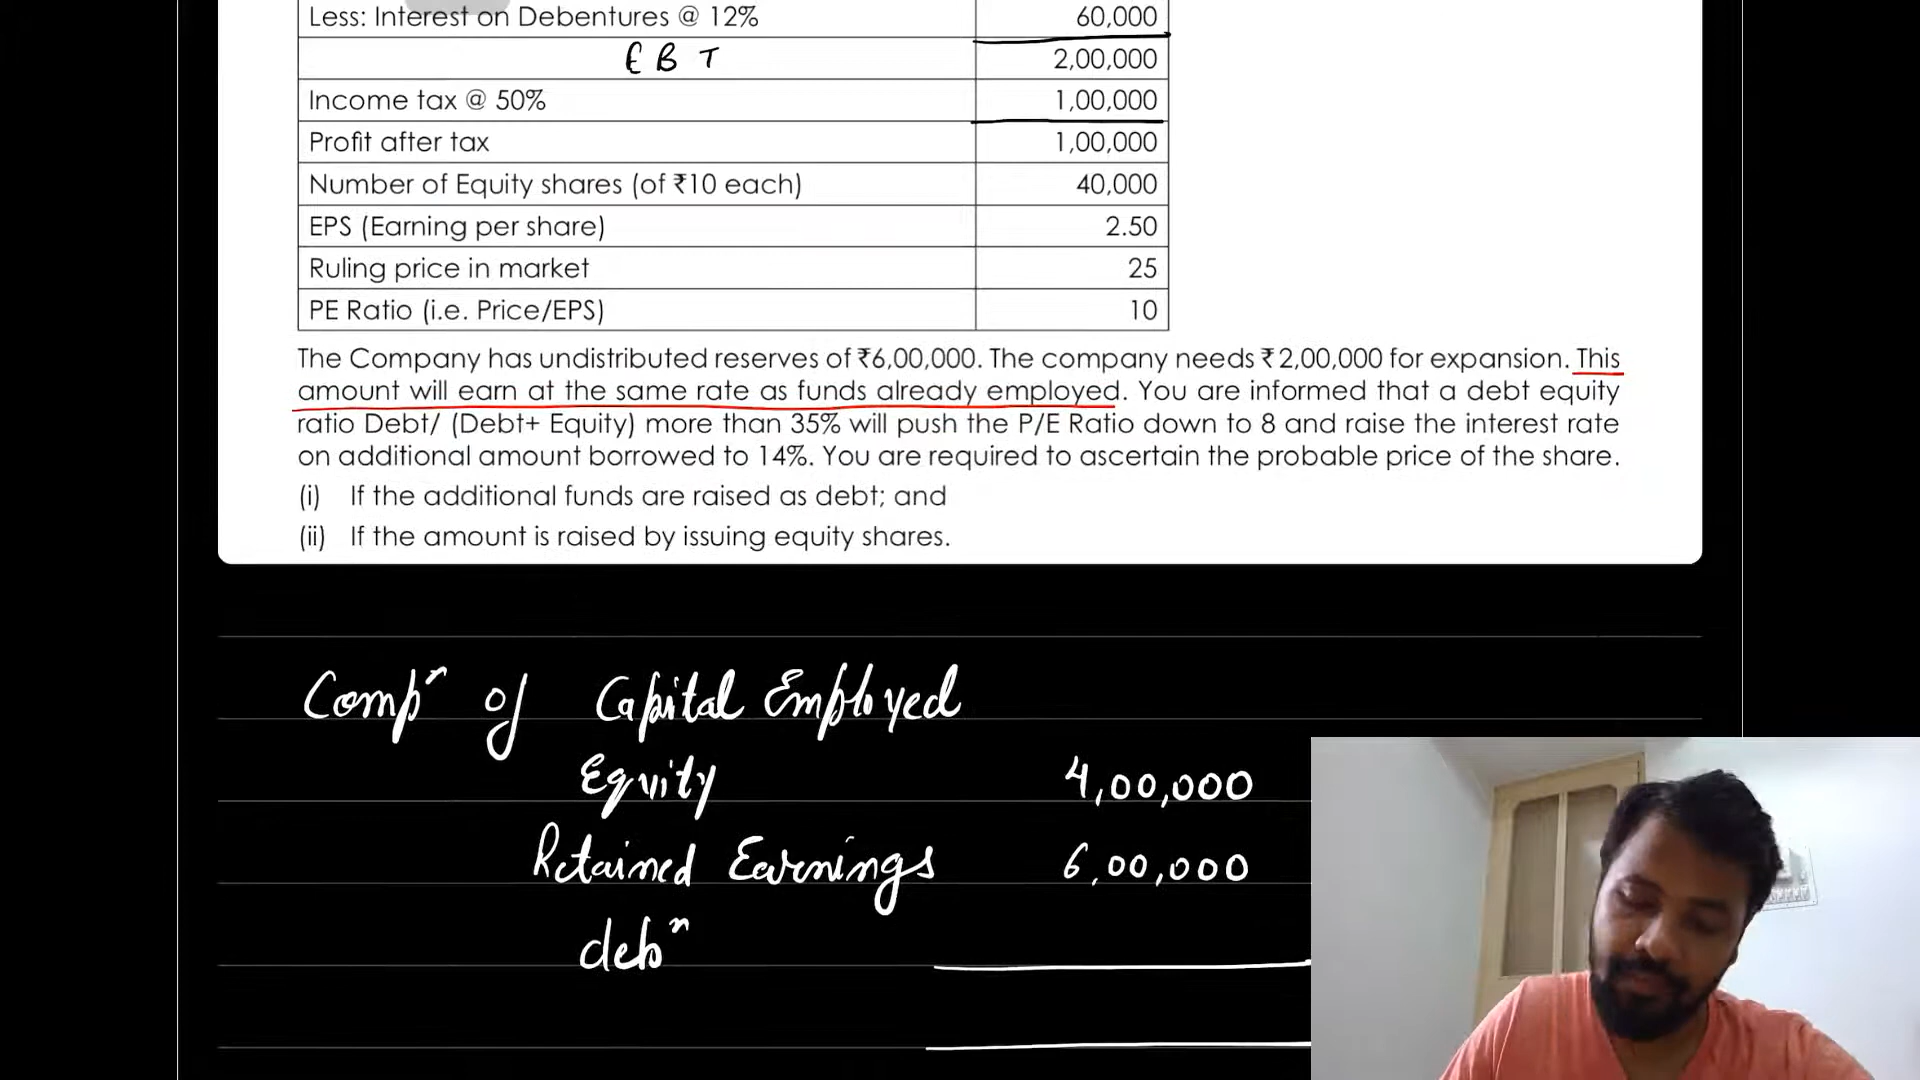 Less: Interest on Debentures @ 12% 60,000
E B T 2,00,000
Income tax @ 50% 1,00,000
Profit after tax 1,00,000
Number of Equity shares (of ₹10 each) 40,000
EPS (Earning per share) 2.50
Ruling price in market 25
PE Ratio (i.e. Price/EPS) 10
The Company has undistributed reserves of ₹6,00,000. The company needs ₹2,00,000 for expansion. This
amount will earn at the same rate as funds already employed. You are informed that a debt equity
ratio Debt/ (Debt+ Equity) more than 35% will push the P/E Ratio down to 8 and raise the interest rate
on additional amount borrowed to 14%. You are required to ascertain the probable price of the share.
(i) If the additional funds are raised as debt; and
(ii) If the amount is raised by issuing equity shares.
Compⁿ of Capital Employed
Equity 4,00,000
Retained Earnings 6,00,000
debⁿ